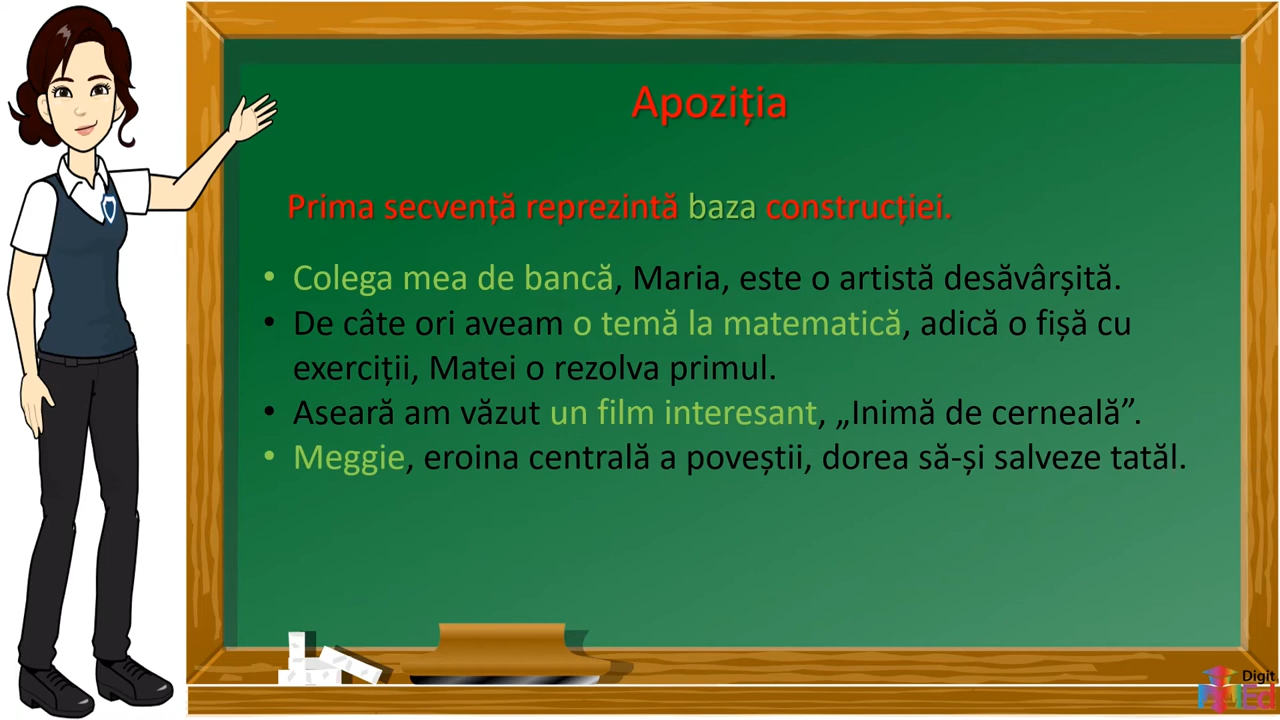 Apoziția
Prima secvență reprezintă baza construcției.
• Colega mea de bancă, Maria, este o artistă desăvârșită.
• De câte ori aveam o temă la matematică, adică o fișă cu
exerciții, Matei o rezolva primul.
• Aseară am văzut un film interesant, „Inimă de cerneală”.
• Meggie, eroina centrală a poveștii, dorea să-și salveze tatăl.
Digit